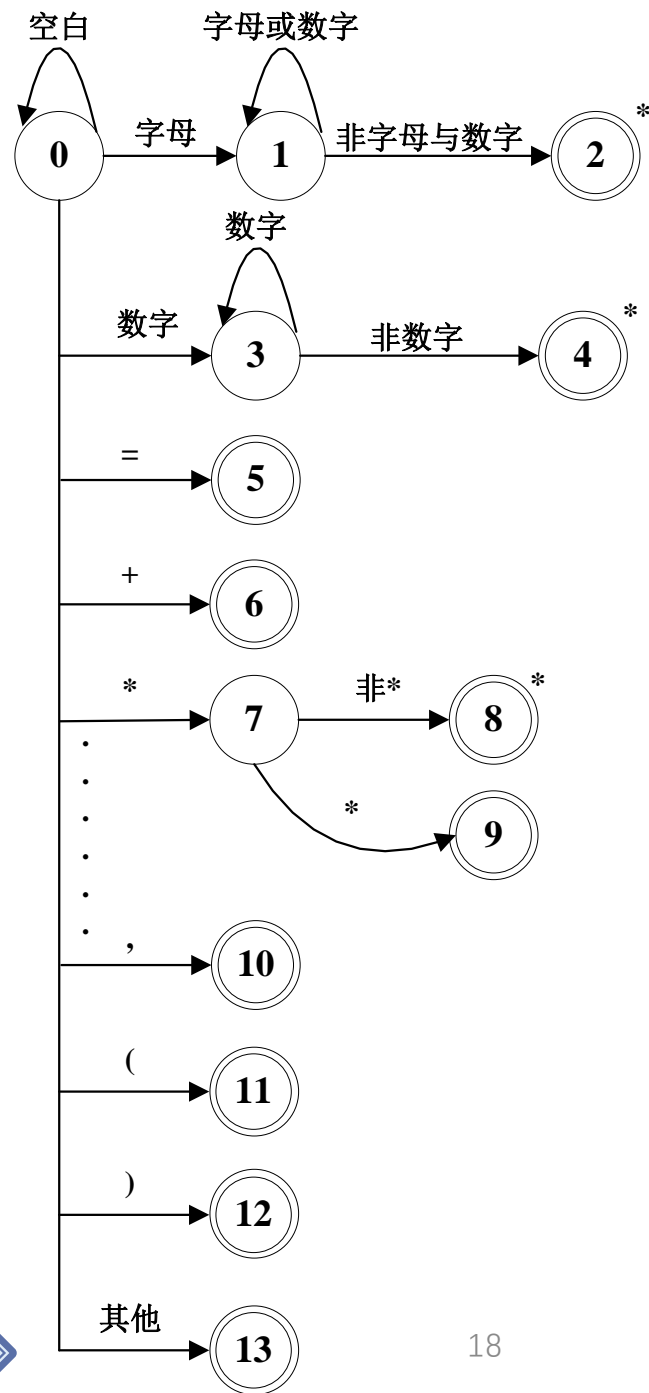 空白 字母或数字
0 字母 1 非字母与数字 2 *
数字
数字 3 非数字 4 *
= 5
+ 6
* 7 非* 8 *
* 9
, 10
( 11
) 12
其他 13
18